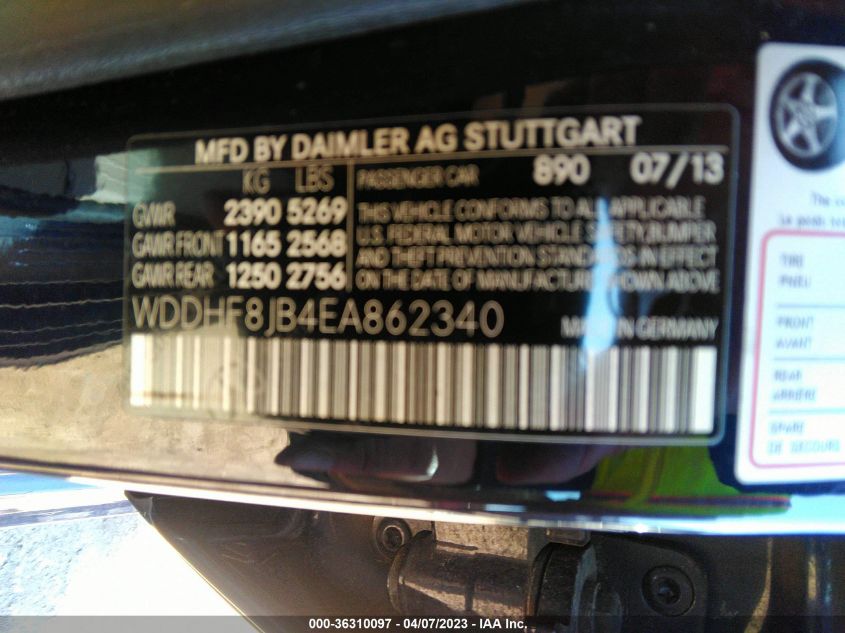 MFD BY DAIMLER AG STUTTGART
KG LBS
PASSENGER CAR 890 07/13
GVWR 2390 5269
GAWR FRONT 1165 2568
GAWR REAR 1250 2756
THIS VEHICLE CONFORMS TO ALL APPLICABLE
U.S. FEDERAL MOTOR VEHICLE SAFETY, BUMPER
AND THEFT PREVENTION STANDARDS IN EFFECT
ON THE DATE OF MANUFACTURE SHOWN ABOVE
WDDHF8JB4EA862340
MADE IN GERMANY
The
TIRE
PNEU
FRONT
AVANT
REAR
ARRIÈRE
SPARE
DE SECOURS
000-36310097 - 04/07/2023 - IAA Inc.